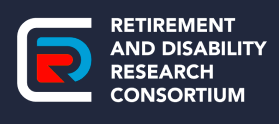 RETIREMENT
AND DISABILITY
RESEARCH
CONSORTIUM